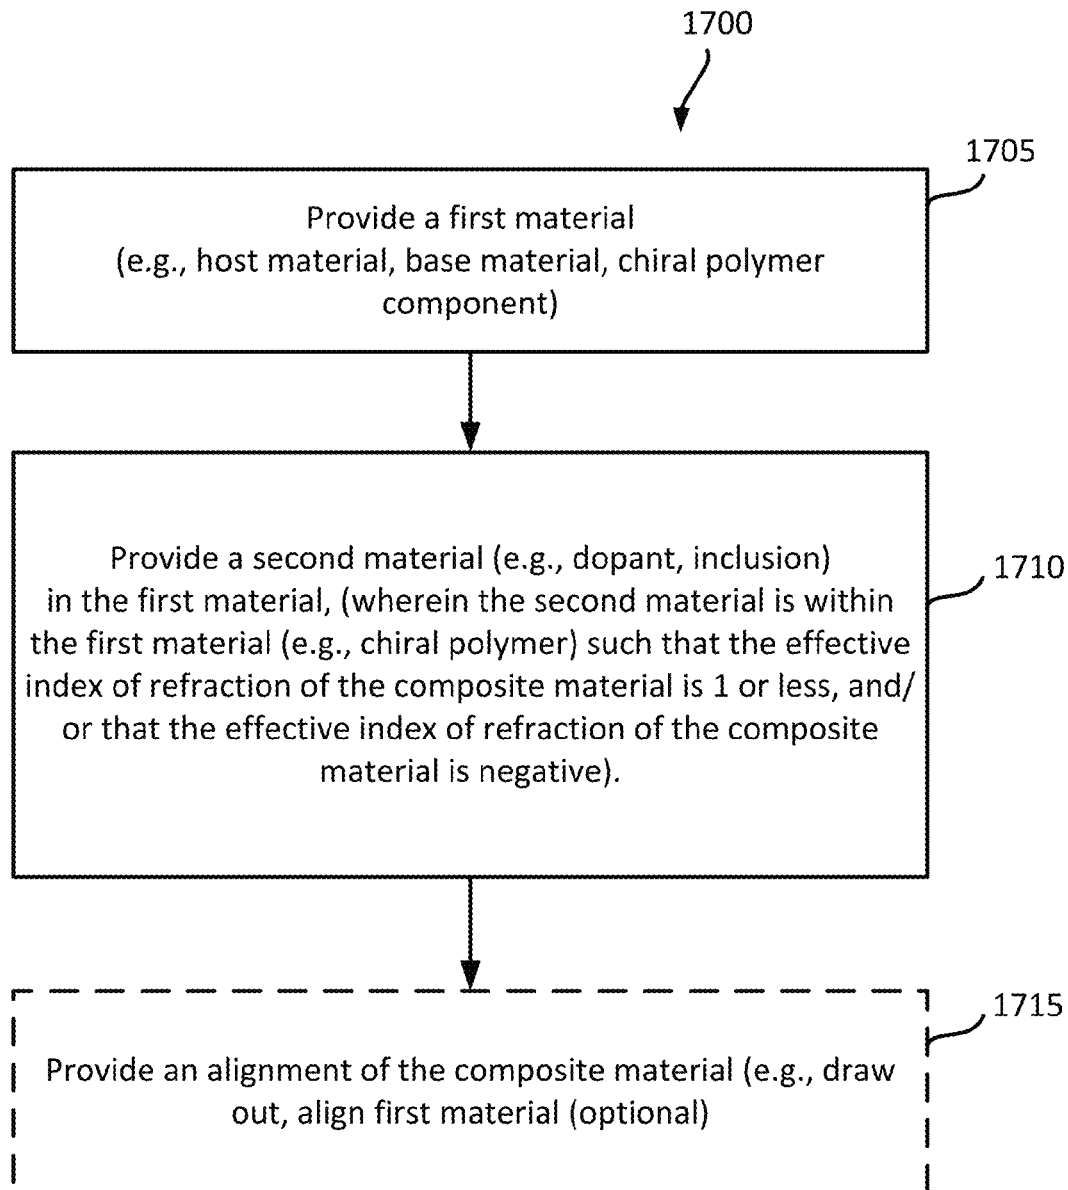 1700
1705
Provide a first material
(e.g., host material, base material, chiral polymer
component)
1710
Provide a second material (e.g., dopant, inclusion)
in the first material, (wherein the second material is within
the first material (e.g., chiral polymer) such that the effective
index of refraction of the composite material is 1 or less, and/
or that the effective index of refraction of the composite
material is negative).
1715
Provide an alignment of the composite material (e.g., draw
out, align first material (optional)